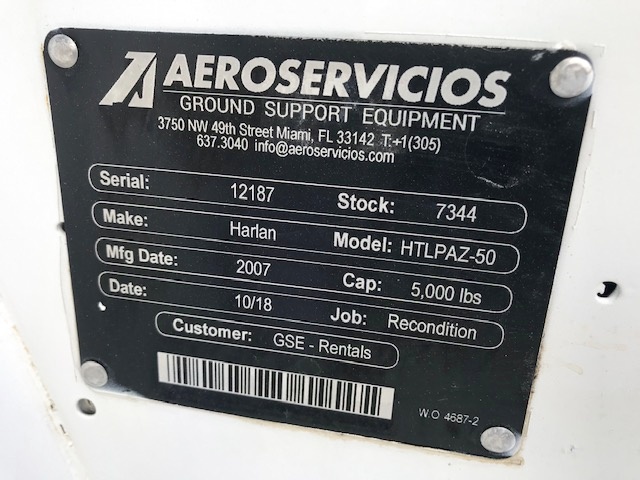 AEROSERVICIOS
GROUND SUPPORT EQUIPMENT
3750 NW 49th Street Miami, FL 33142 T:+1(305)
637.3040 info@aeroservicios.com
Serial: 12187 Stock: 7344
Make: Harlan Model: HTLPAZ-50
Mfg Date: 2007 Cap: 5,000 lbs
Date: 10/18 Job: Recondition
Customer: GSE - Rentals
W.O 4687-2